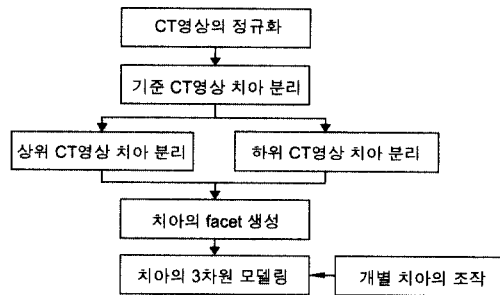 CT영상의 정규화
기준 CT영상 치아 분리
상위 CT영상 치아 분리
하위 CT영상 치아 분리
치아의 facet 생성
치아의 3차원 모델링
개별 치아의 조작